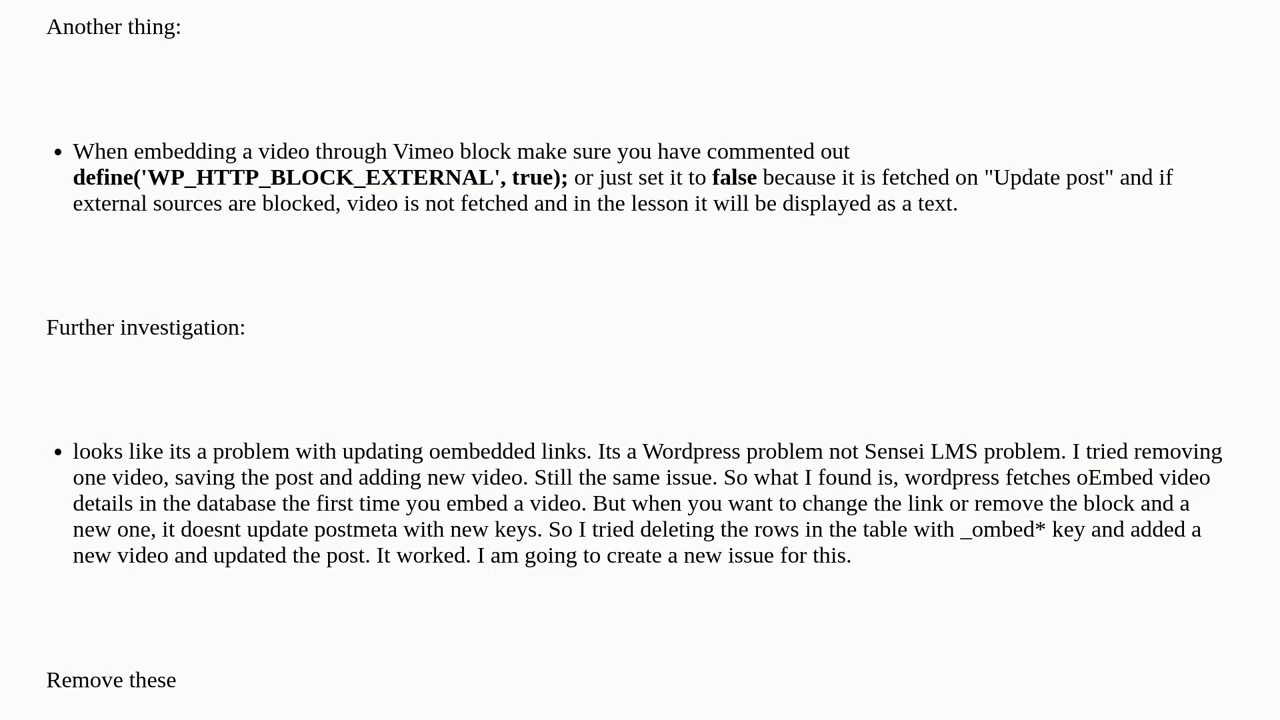 Another thing:
• When embedding a video through Vimeo block make sure you have commented out
define('WP_HTTP_BLOCK_EXTERNAL', true); or just set it to false because it is fetched on "Update post" and if
external sources are blocked, video is not fetched and in the lesson it will be displayed as a text.
Further investigation:
• looks like its a problem with updating oembedded links. Its a Wordpress problem not Sensei LMS problem. I tried removing
one video, saving the post and adding new video. Still the same issue. So what I found is, wordpress fetches oEmbed video
details in the database the first time you embed a video. But when you want to change the link or remove the block and a
new one, it doesnt update postmeta with new keys. So I tried deleting the rows in the table with _ombed* key and added a
new video and updated the post. It worked. I am going to create a new issue for this.
Remove these